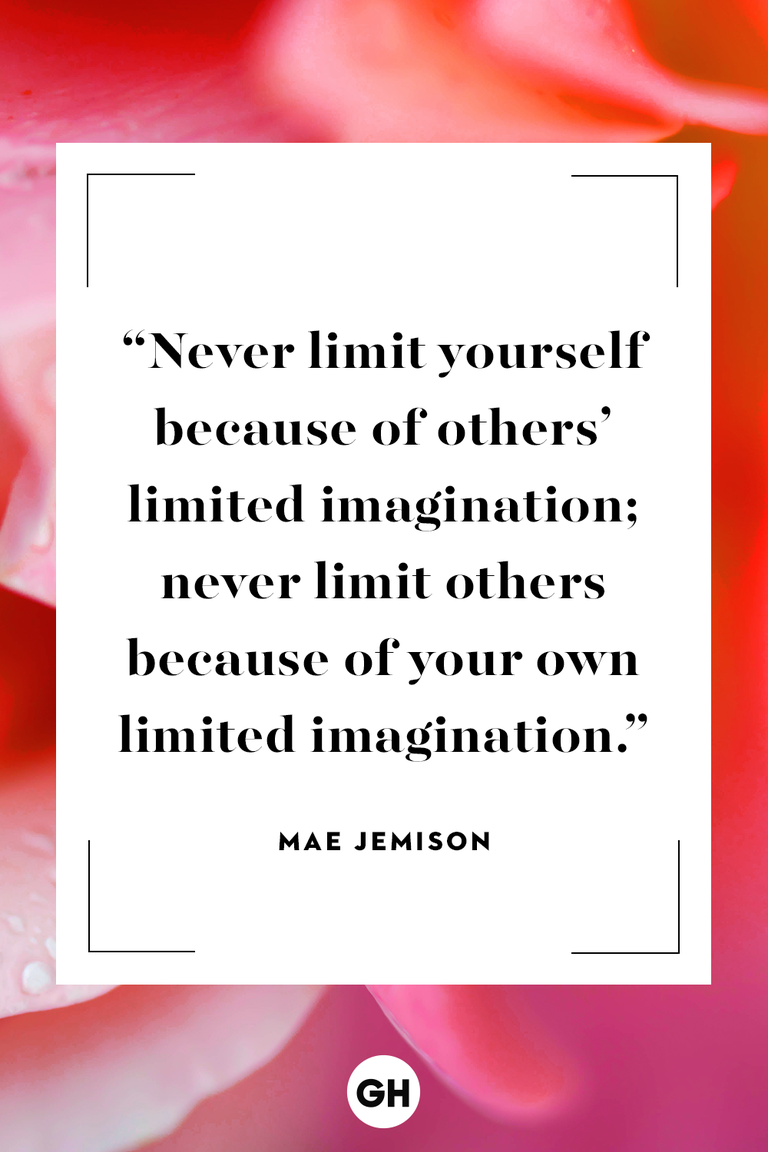 “Never limit yourself
because of others’
limited imagination;
never limit others
because of your own
limited imagination.”
MAE JEMISON
GH